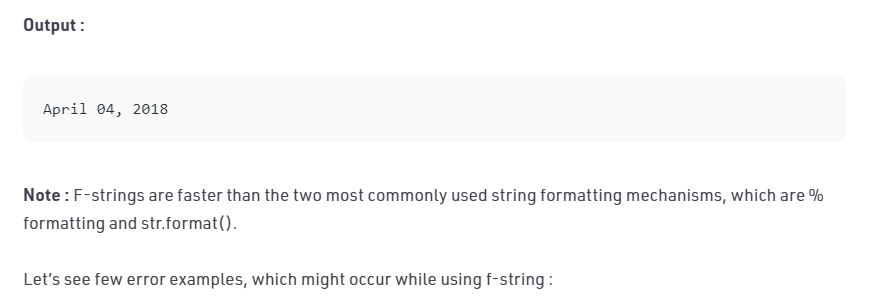 Output :
April 04, 2018
Note : F-strings are faster than the two most commonly used string formatting mechanisms, which are %
formatting and str.format().
Let's see few error examples, which might occur while using f-string :